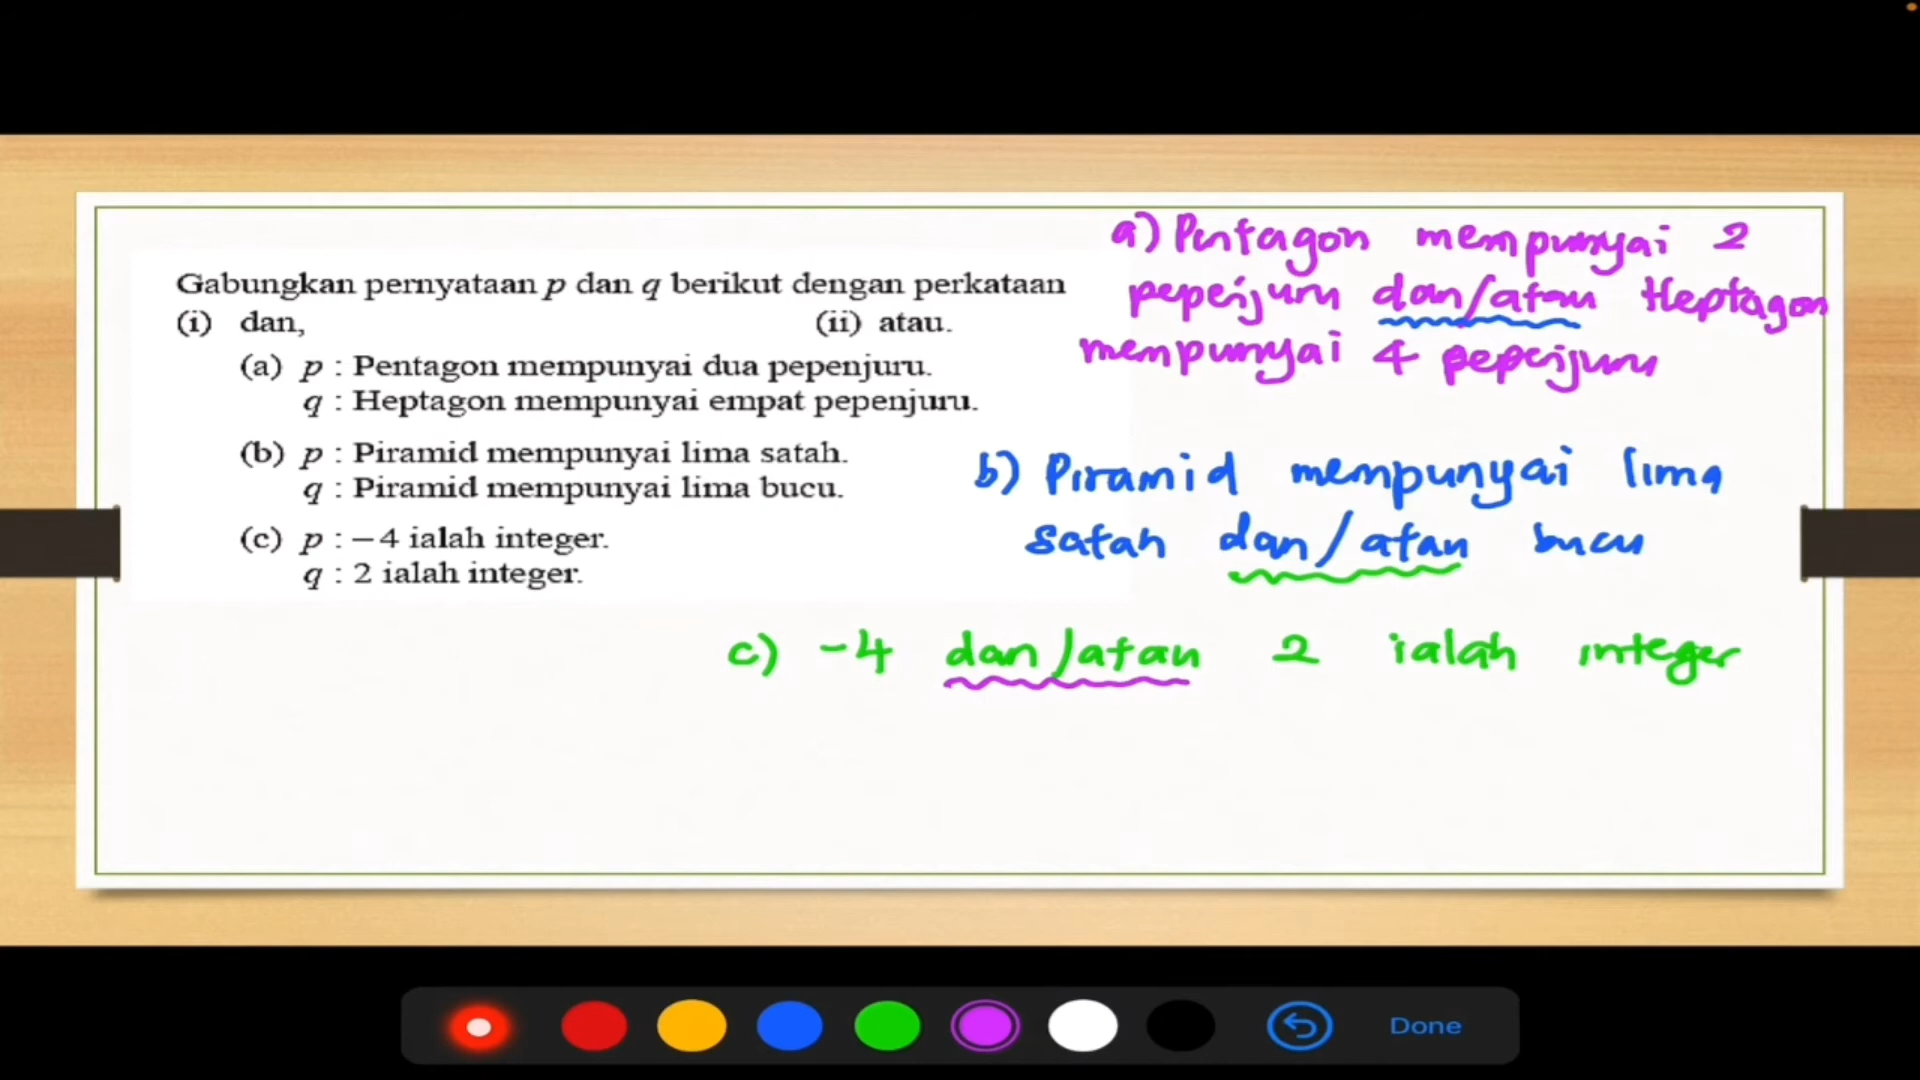 Gabungkan pernyataan p dan q berikut dengan perkataan
(i) dan, (ii) atau.
(a) p : Pentagon mempunyai dua pepenjuru.
q : Heptagon mempunyai empat pepenjuru.
(b) p : Piramid mempunyai lima satah.
q : Piramid mempunyai lima bucu.
(c) p : −4 ialah integer.
q : 2 ialah integer.
a) Pentagon mempunyai 2
pepenjuru dan/atau Heptagon
mempunyai 4 pepenjuru
b) Piramid mempunyai lima
satah dan/atau bucu
c) -4 dan/atau 2 ialah integer
Done